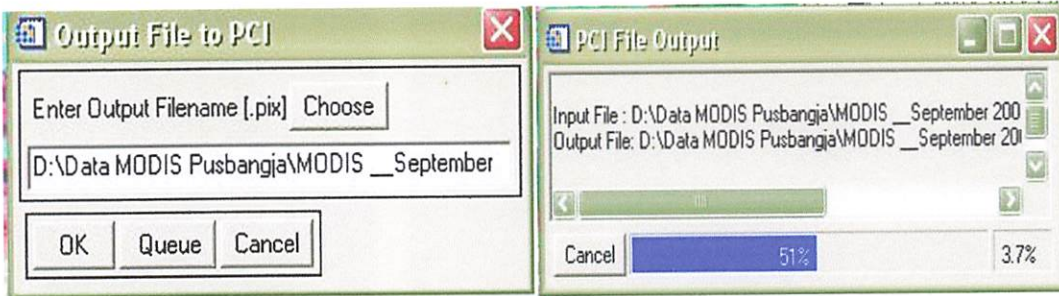 Output File to PCI
Enter Output Filename [.pix] Choose
D:\Data MODIS Pusbangja\MODIS __September
OK Queue Cancel
PCI File Output
Input File : D:\Data MODIS Pusbangja\MODIS __September 200
Output File: D:\Data MODIS Pusbangja\MODIS __September 20
Cancel 51% 3.7%